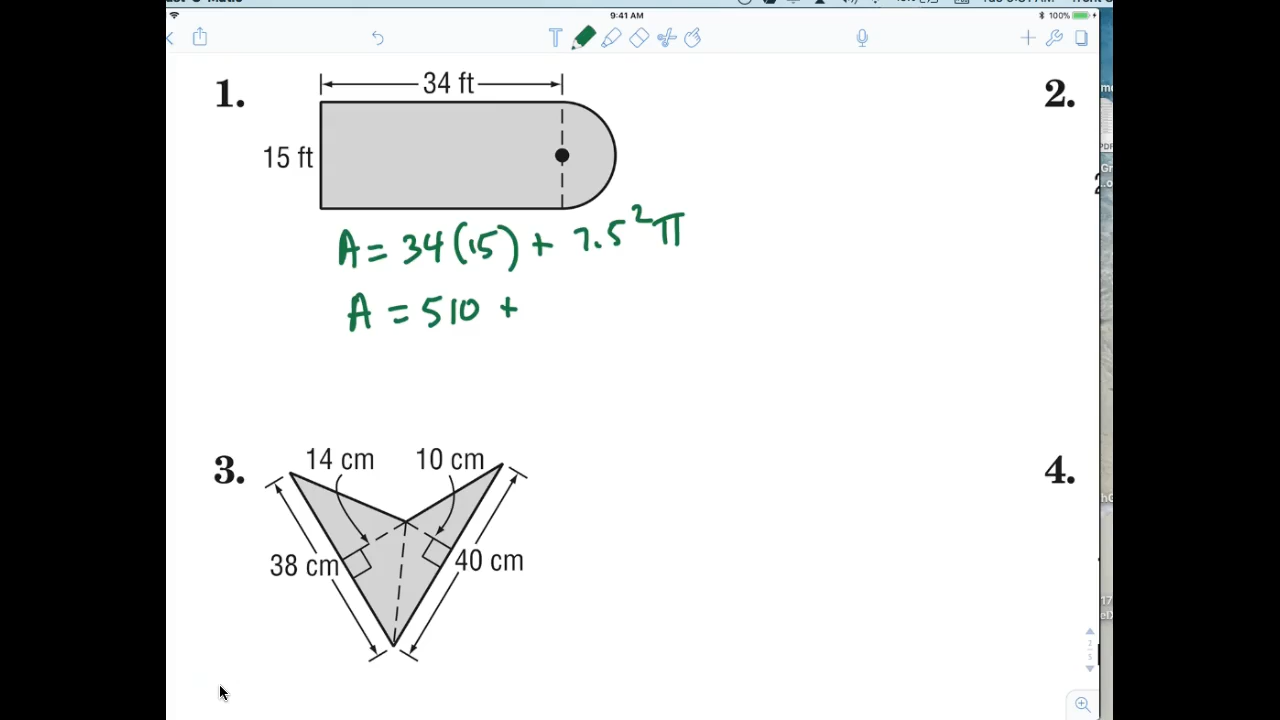 9:41 AM
100%
1.
34 ft
2.
15 ft
A = 34(15) + 7.5²π
A = 510 +
3.
14 cm
10 cm
4.
38 cm
40 cm